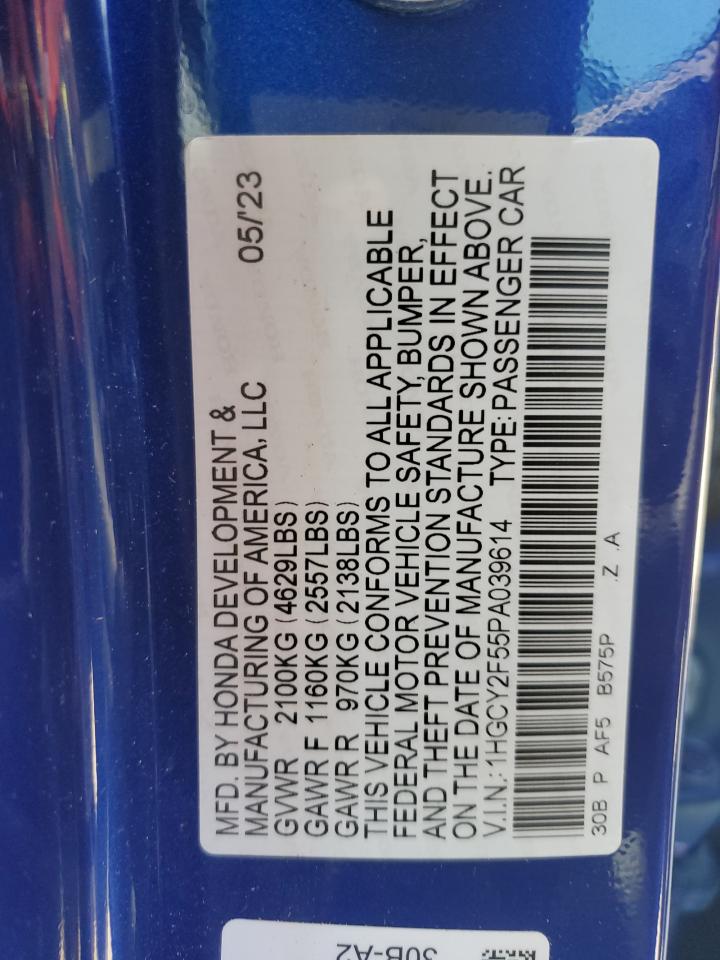 MFD. BY HONDA DEVELOPMENT &
MANUFACTURING OF AMERICA, LLC 05/'23
GVWR 2100KG (4629LBS)
GAWR F 1160KG (2557LBS)
GAWR R 970KG (2138LBS)
THIS VEHICLE CONFORMS TO ALL APPLICABLE
FEDERAL MOTOR VEHICLE SAFETY, BUMPER,
AND THEFT PREVENTION STANDARDS IN EFFECT
ON THE DATE OF MANUFACTURE SHOWN ABOVE.
V.I.N.: 1HGCY2F55PA039614 TYPE: PASSENGER CAR
30B P AF5 B575P .Z .A
30B-A2